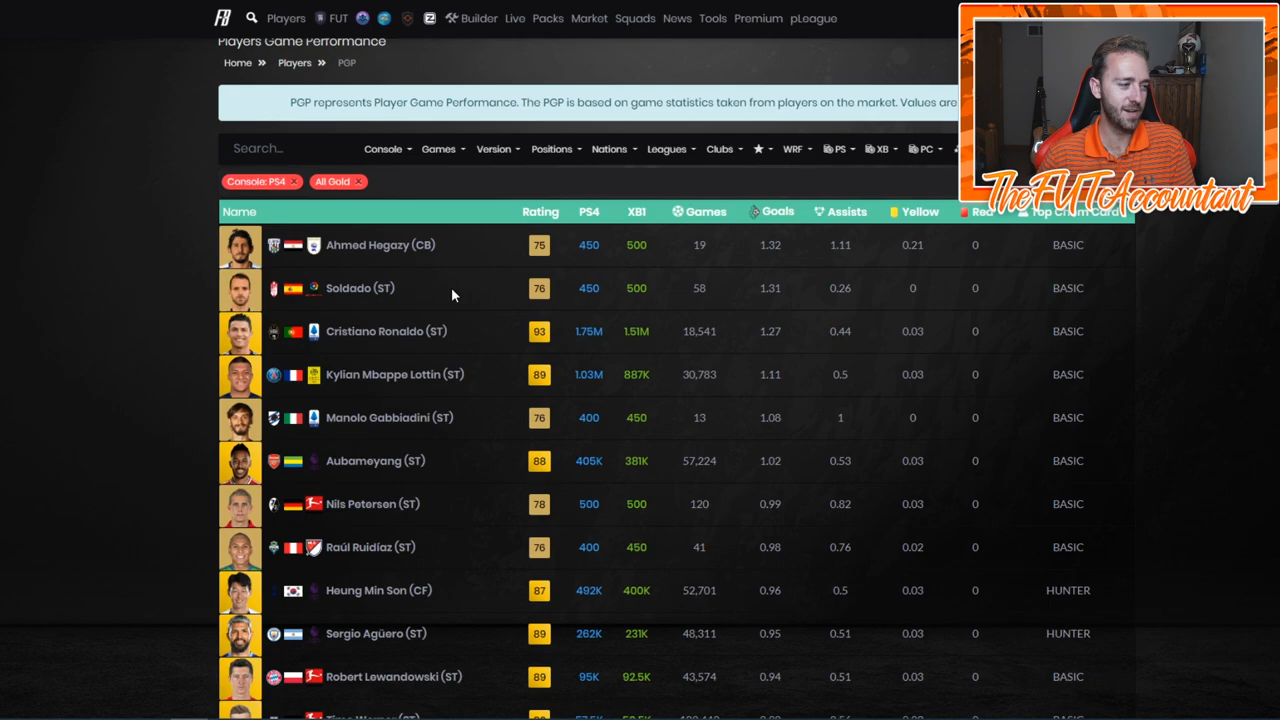 FB Players FUT Z Builder Live Packs Market Squads News Tools Premium pLeague
Players Game Performance
Home » Players » PGP
PGP represents Player Game Performance. The PGP is based on game statistics taken from players on the market. Values are
Search... Console Games Version Positions Nations Leagues Clubs WRF PS XB PC
Console: PS4 × All Gold ×
TheFUTAccountant
Name Rating PS4 XB1 Games Goals Assists Yellow Red Top Chem Card
Ahmed Hegazy (CB) 75 450 500 19 1.32 1.11 0.21 0 BASIC
Soldado (ST) 76 450 500 58 1.31 0.26 0 0 BASIC
Cristiano Ronaldo (ST) 93 1.75M 1.51M 18,541 1.27 0.44 0.03 0 BASIC
Kylian Mbappe Lottin (ST) 89 1.03M 887K 30,783 1.11 0.5 0.03 0 BASIC
Manolo Gabbiadini (ST) 76 400 450 13 1.08 1 0 0 BASIC
Aubameyang (ST) 88 405K 381K 57,224 1.02 0.53 0.03 0 BASIC
Nils Petersen (ST) 78 500 500 120 0.99 0.82 0.03 0 BASIC
Raúl Ruidíaz (ST) 76 400 450 41 0.98 0.76 0.02 0 BASIC
Heung Min Son (CF) 87 492K 400K 52,701 0.96 0.5 0.03 0 HUNTER
Sergio Agüero (ST) 89 262K 231K 48,311 0.95 0.51 0.03 0 HUNTER
Robert Lewandowski (ST) 89 95K 92.5K 43,574 0.94 0.51 0.03 0 BASIC